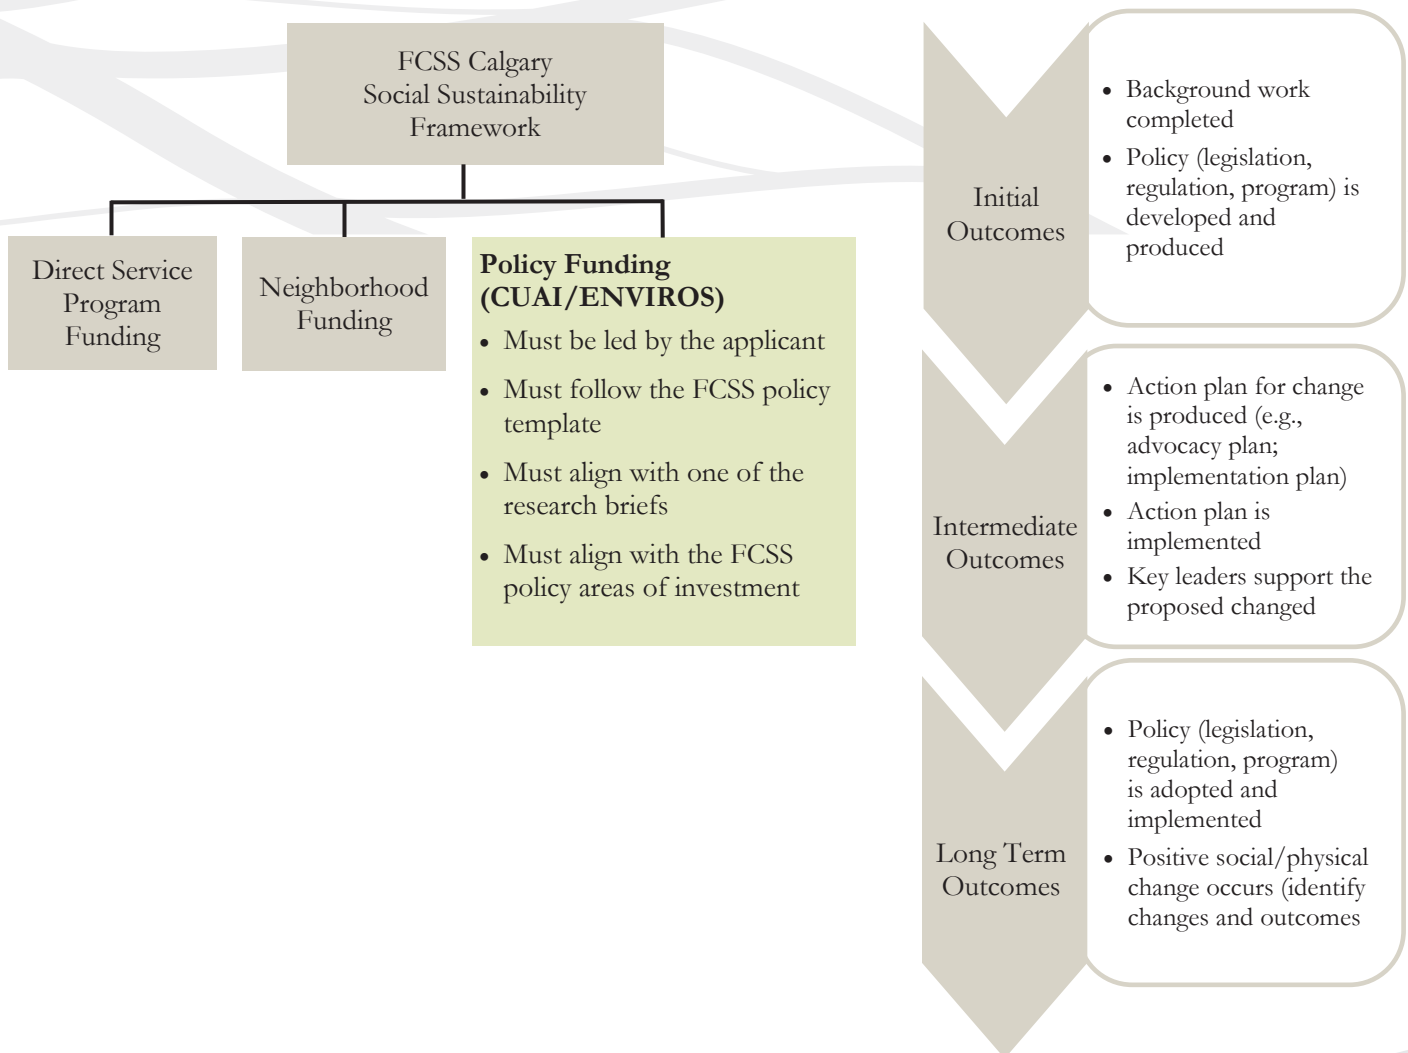 FCSS Calgary
Social Sustainability
Framework
Direct Service
Program
Funding
Neighborhood
Funding
Policy Funding
(CUAI/ENVIROS)
• Must be led by the applicant
• Must follow the FCSS policy
template
• Must align with one of the
research briefs
• Must align with the FCSS
policy areas of investment
Initial
Outcomes
• Background work
completed
• Policy (legislation,
regulation, program) is
developed and
produced
Intermediate
Outcomes
• Action plan for change
is produced (e.g.,
advocacy plan;
implementation plan)
• Action plan is
implemented
• Key leaders support the
proposed changed
Long Term
Outcomes
• Policy (legislation,
regulation, program)
is adopted and
implemented
• Positive social/physical
change occurs (identify
changes and outcomes